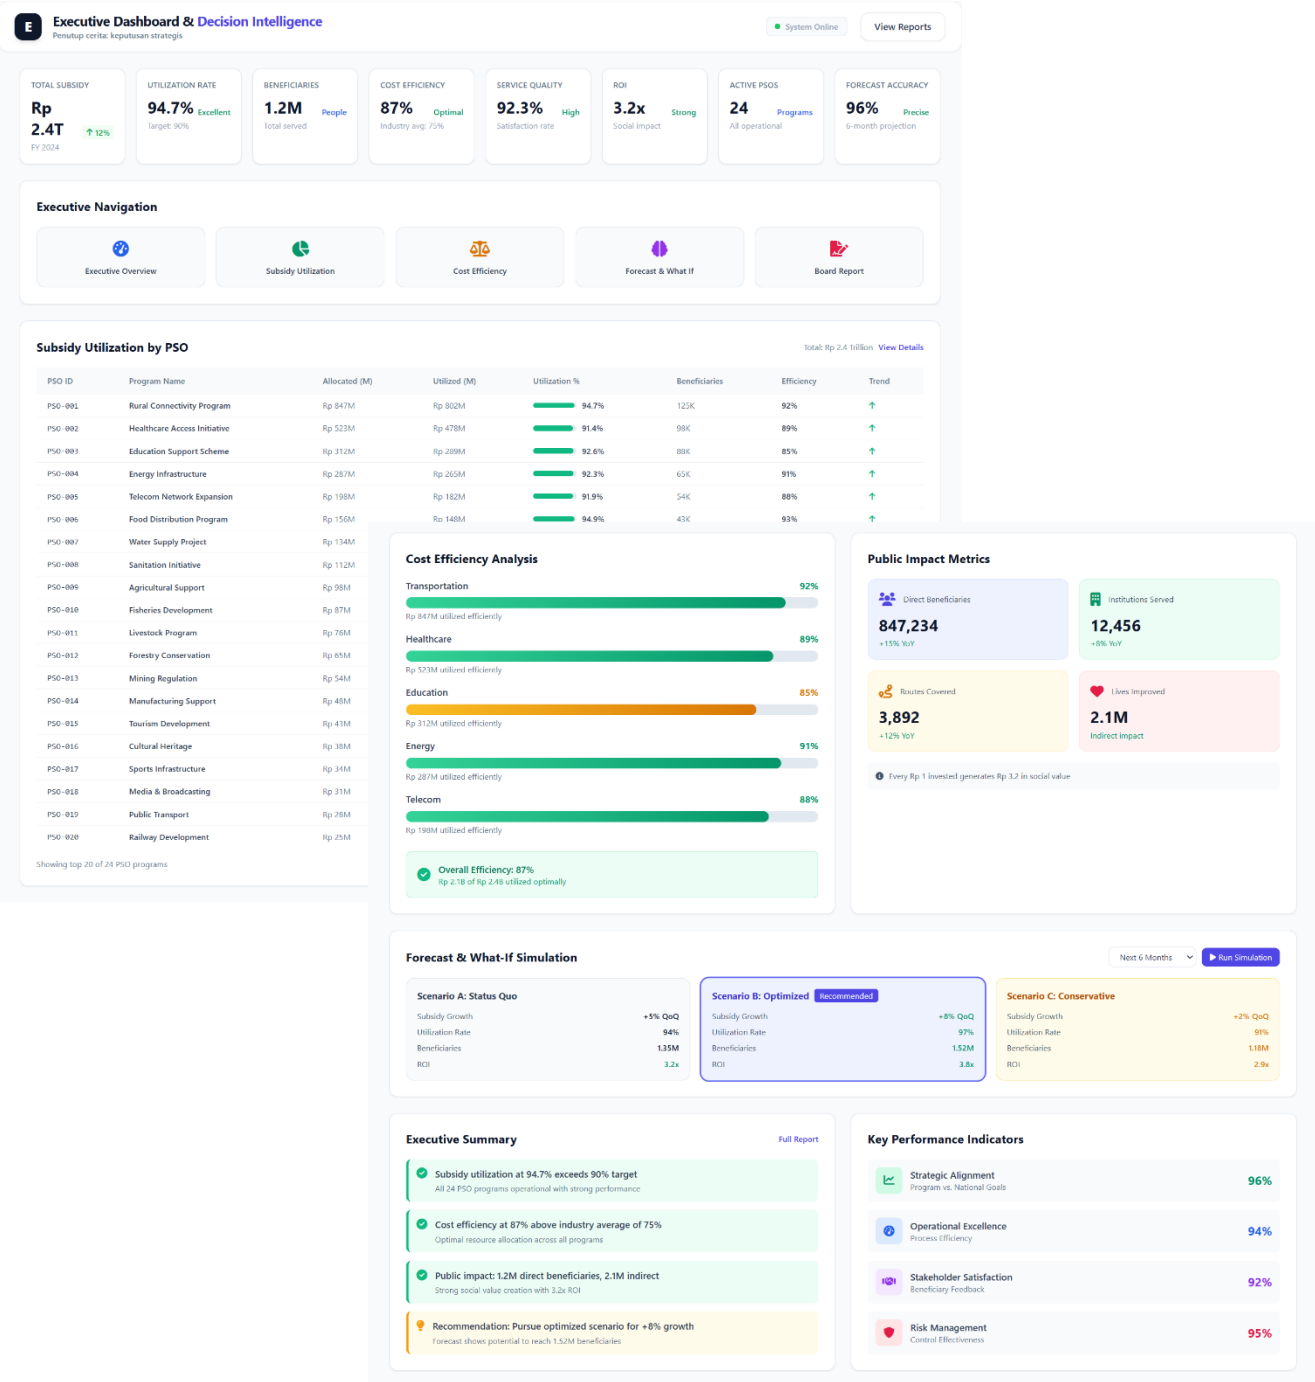 E
Executive Dashboard & Decision Intelligence
Penutup cerita: keputusan strategis
System Online
View Reports
TOTAL SUBSIDY
Rp 2.4T
↑ 12%
FY 2024
UTILIZATION RATE
94.7% Excellent
Target: 90%
BENEFICIARIES
1.2M People
Total served
COST EFFICIENCY
87% Optimal
Industry avg: 75%
SERVICE QUALITY
92.3% High
Satisfaction rate
ROI
3.2x Strong
Social impact
ACTIVE PSOS
24 Programs
All operational
FORECAST ACCURACY
96% Precise
6-month projection
Executive Navigation
Executive Overview
Subsidy Utilization
Cost Efficiency
Forecast & What If
Board Report
Subsidy Utilization by PSO
Total: Rp 2.4 Trillion View Details
PSO ID Program Name Allocated (M) Utilized (M) Utilization % Beneficiaries Efficiency Trend
PSO-001 Rural Connectivity Program Rp 847M Rp 802M 94.7% 125K 92% ↑
PSO-002 Healthcare Access Initiative Rp 523M Rp 478M 91.4% 98K 89% ↑
PSO-003 Education Support Scheme Rp 312M Rp 289M 92.6% 88K 85% ↑
PSO-004 Energy Infrastructure Rp 287M Rp 265M 92.3% 65K 91% ↑
PSO-005 Telecom Network Expansion Rp 198M Rp 182M 91.9% 54K 88% ↑
PSO-006 Food Distribution Program Rp 156M Rp 148M 94.9% 43K 93% ↑
PSO-007 Water Supply Project Rp 134M
PSO-008 Sanitation Initiative Rp 112M
PSO-009 Agricultural Support Rp 98M
PSO-010 Fisheries Development Rp 87M
PSO-011 Livestock Program Rp 76M
PSO-012 Forestry Conservation Rp 65M
PSO-013 Mining Regulation Rp 54M
PSO-014 Manufacturing Support Rp 48M
PSO-015 Tourism Development Rp 43M
PSO-016 Cultural Heritage Rp 38M
PSO-017 Sports Infrastructure Rp 34M
PSO-018 Media & Broadcasting Rp 31M
PSO-019 Public Transport Rp 28M
PSO-020 Railway Development Rp 25M
Showing top 20 of 24 PSO programs
Cost Efficiency Analysis
Transportation 92%
Rp 847M utilized efficiently
Healthcare 89%
Rp 523M utilized efficiently
Education 85%
Rp 312M utilized efficiently
Energy 91%
Rp 287M utilized efficiently
Telecom 88%
Rp 198M utilized efficiently
Overall Efficiency: 87%
Rp 2.1B of Rp 2.4B utilized optimally
Public Impact Metrics
Direct Beneficiaries
847,234
+15% YoY
Institutions Served
12,456
+8% YoY
Routes Covered
3,892
+12% YoY
Lives Improved
2.1M
Indirect impact
Every Rp 1 invested generates Rp 3.2 in social value
Forecast & What-If Simulation
Next 6 Months
Run Simulation
Scenario A: Status Quo
Subsidy Growth +5% QoQ
Utilization Rate 94%
Beneficiaries 1.35M
ROI 3.2x
Scenario B: Optimized Recommended
Subsidy Growth +8% QoQ
Utilization Rate 97%
Beneficiaries 1.52M
ROI 3.8x
Scenario C: Conservative
Subsidy Growth +2% QoQ
Utilization Rate 91%
Beneficiaries 1.18M
ROI 2.9x
Executive Summary
Full Report
Subsidy utilization at 94.7% exceeds 90% target
All 24 PSO programs operational with strong performance
Cost efficiency at 87% above industry average of 75%
Optimal resource allocation across all programs
Public impact: 1.2M direct beneficiaries, 2.1M indirect
Strong social value creation with 3.2x ROI
Recommendation: Pursue optimized scenario for +8% growth
Forecast shows potential to reach 1.52M beneficiaries
Key Performance Indicators
Strategic Alignment
Program vs. National Goals
96%
Operational Excellence
Process Efficiency
94%
Stakeholder Satisfaction
Beneficiary Feedback
92%
Risk Management
Control Effectiveness
95%